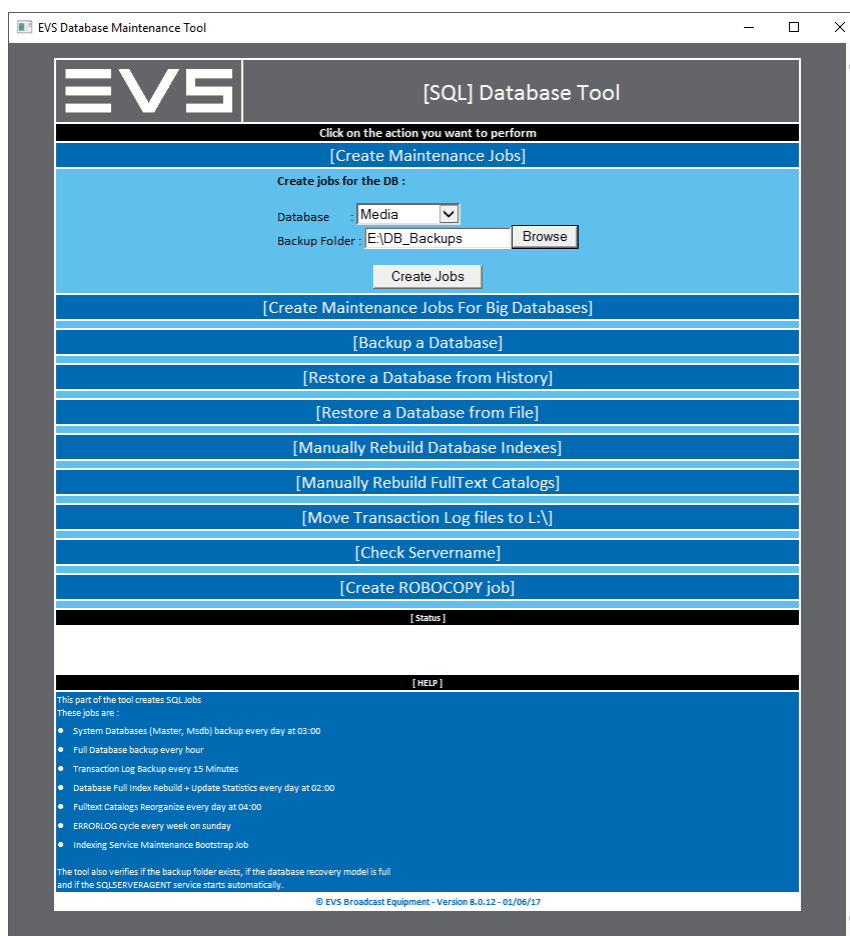 EVS Database Maintenance Tool
EVS
[SQL] Database Tool
Click on the action you want to perform
[Create Maintenance Jobs]
Create jobs for the DB :
Database : Media
Backup Folder : E:\DB_Backups Browse
Create Jobs
[Create Maintenance Jobs For Big Databases]
[Backup a Database]
[Restore a Database from History]
[Restore a Database from File]
[Manually Rebuild Database Indexes]
[Manually Rebuild FullText Catalogs]
[Move Transaction Log files to L:\]
[Check Servername]
[Create ROBOCOPY job]
[ Status ]
[ HELP ]
This part of the tool creates SQL Jobs
These jobs are :
• System Databases (Master, Msdb) backup every day at 03:00
• Full Database backup every hour
• Transaction Log Backup every 15 Minutes
• Database Full Index Rebuild + Update Statistics every day at 02:00
• Fulltext Catalogs Reorganize every day at 04:00
• ERRORLOG cycle every week on sunday
• Indexing Service Maintenance Bootstrap Job
The tool also verifies if the backup folder exists, if the database recovery model is full
and if the SQLSERVERAGENT service starts automatically.
© EVS Broadcast Equipment - Version 8.0.12 - 01/06/17